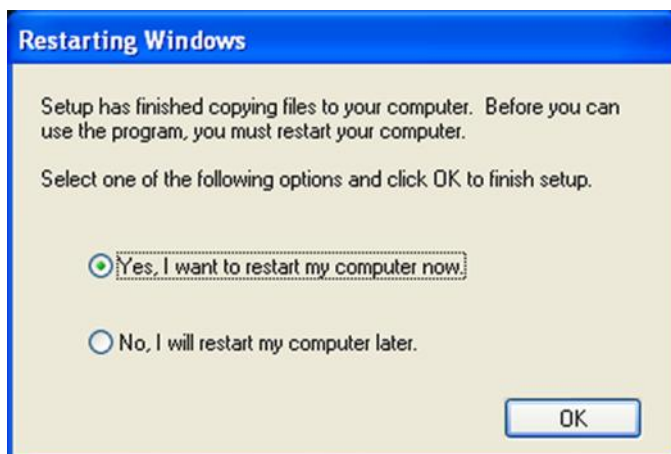 Restarting Windows
Setup has finished copying files to your computer.  Before you can
use the program, you must restart your computer.
Select one of the following options and click OK to finish setup.
Yes, I want to restart my computer now.
No, I will restart my computer later.
OK